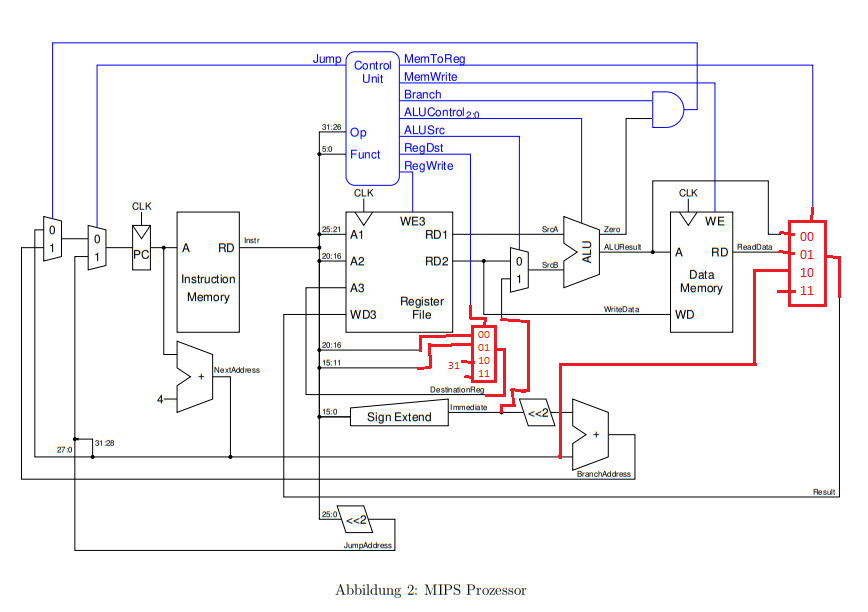 Jump
Control
Unit
MemToReg
MemWrite
Branch
ALUControl2:0
ALUSrc
RegDst
RegWrite
31:26
Op
5:0
Funct
CLK
CLK
CLK
0
1
0
1
PC
A
RD
Instr
Instruction
Memory
25:21
A1
WE3
RD1
20:16
A2
RD2
A3
WD3
Register
File
SrcA
0
1
SrcB
ALU
Zero
ALUResult
WE
A
RD
ReadData
Data
Memory
WriteData
WD
00
01
10
11
20:16
15:11
00
01
31
10
11
4
+
NextAddress
DestinationReg
15:0
Sign Extend
Immediate
<<2
+
BranchAddress
31:28
27:0
Result
25:0
<<2
JumpAddress
Abbildung 2: MIPS Prozessor